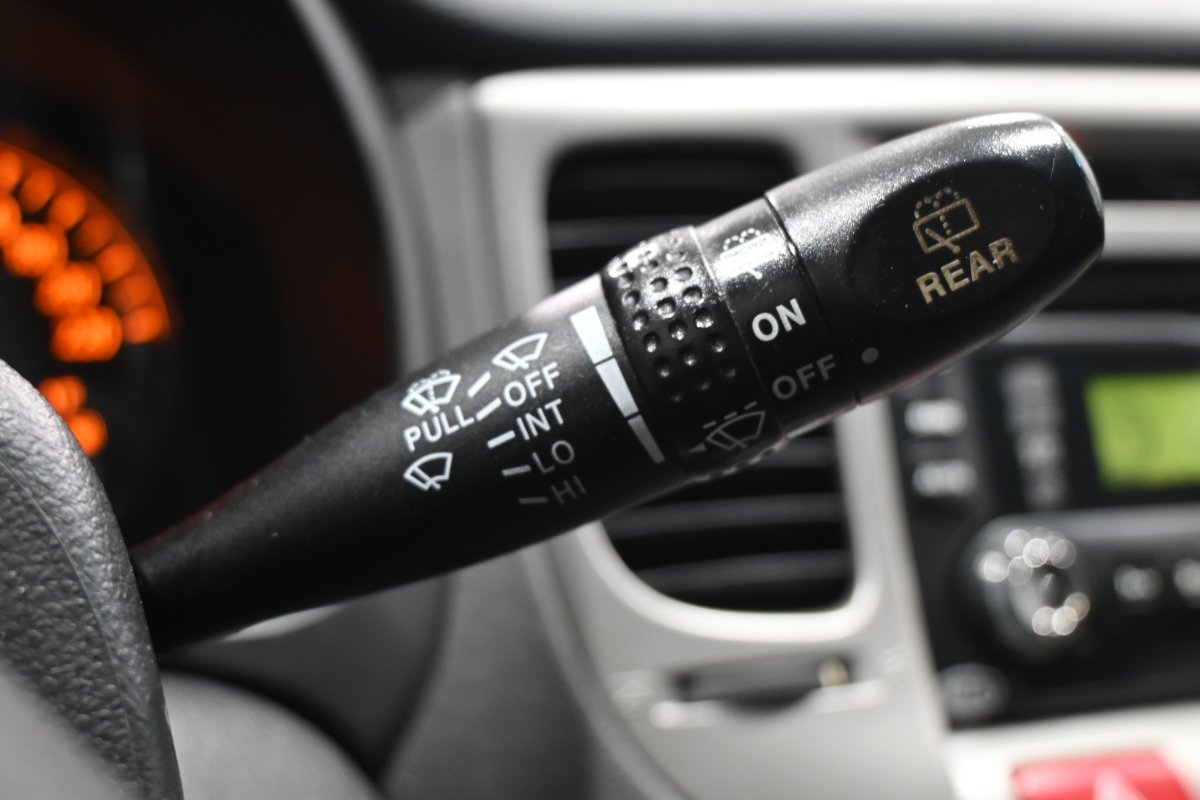 REAR
ON
OFF
PULL
OFF
INT
LO
HI